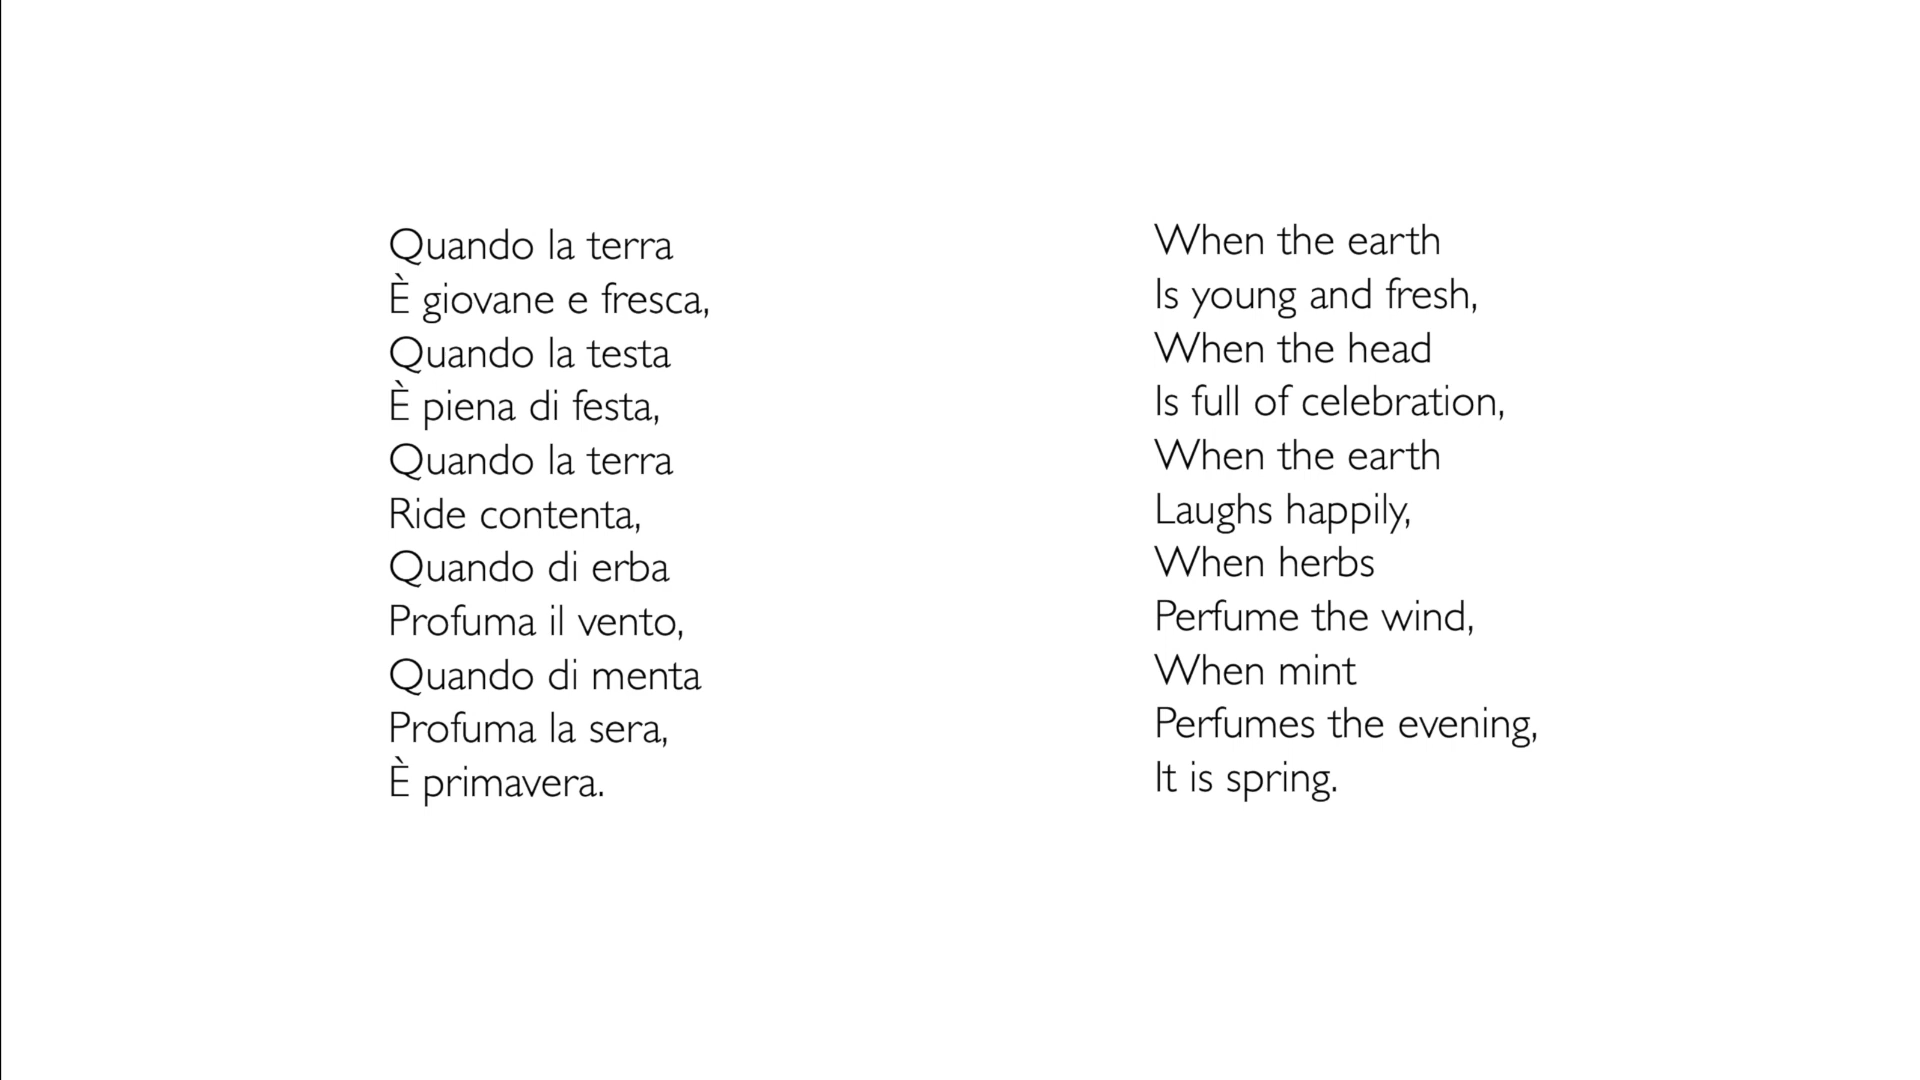 Quando la terra
È giovane e fresca,
Quando la testa
È piena di festa,
Quando la terra
Ride contenta,
Quando di erba
Profuma il vento,
Quando di menta
Profuma la sera,
È primavera.
When the earth
Is young and fresh,
When the head
Is full of celebration,
When the earth
Laughs happily,
When herbs
Perfume the wind,
When mint
Perfumes the evening,
It is spring.